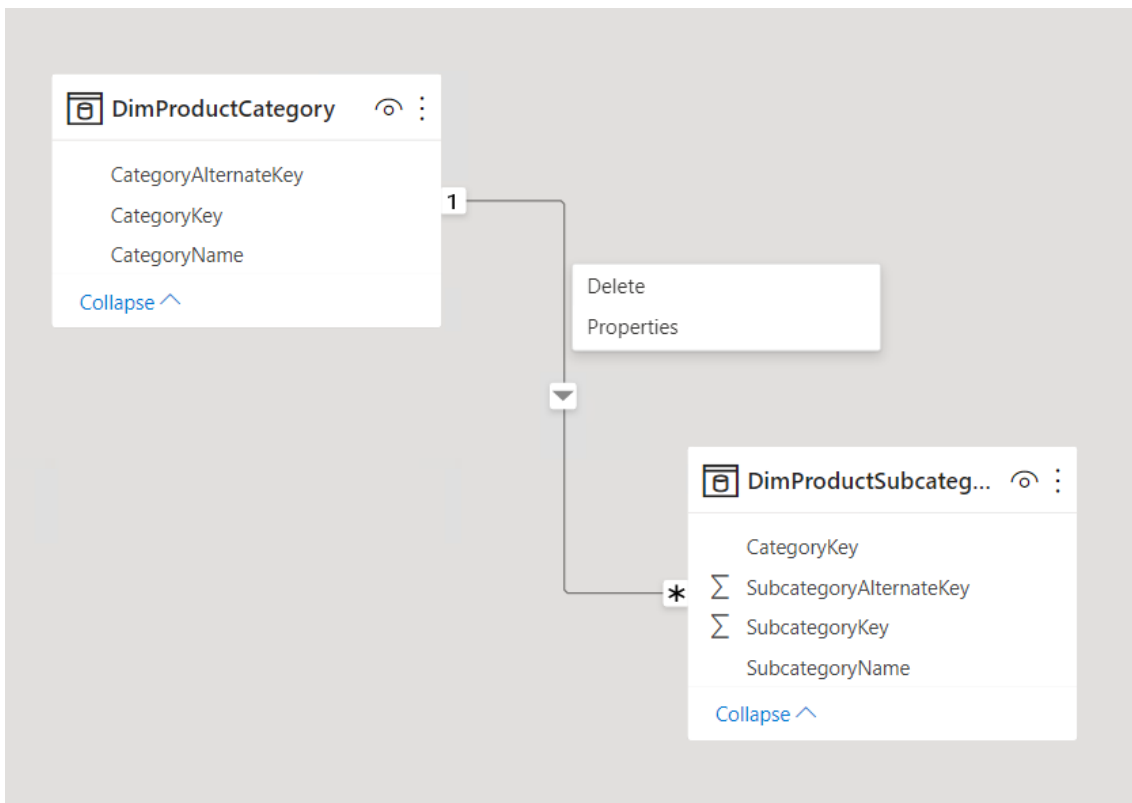 DimProductCategory
CategoryAlternateKey
CategoryKey
CategoryName
Collapse
1
Delete
Properties
*
DimProductSubcateg...
CategoryKey
∑ SubcategoryAlternateKey
∑ SubcategoryKey
SubcategoryName
Collapse